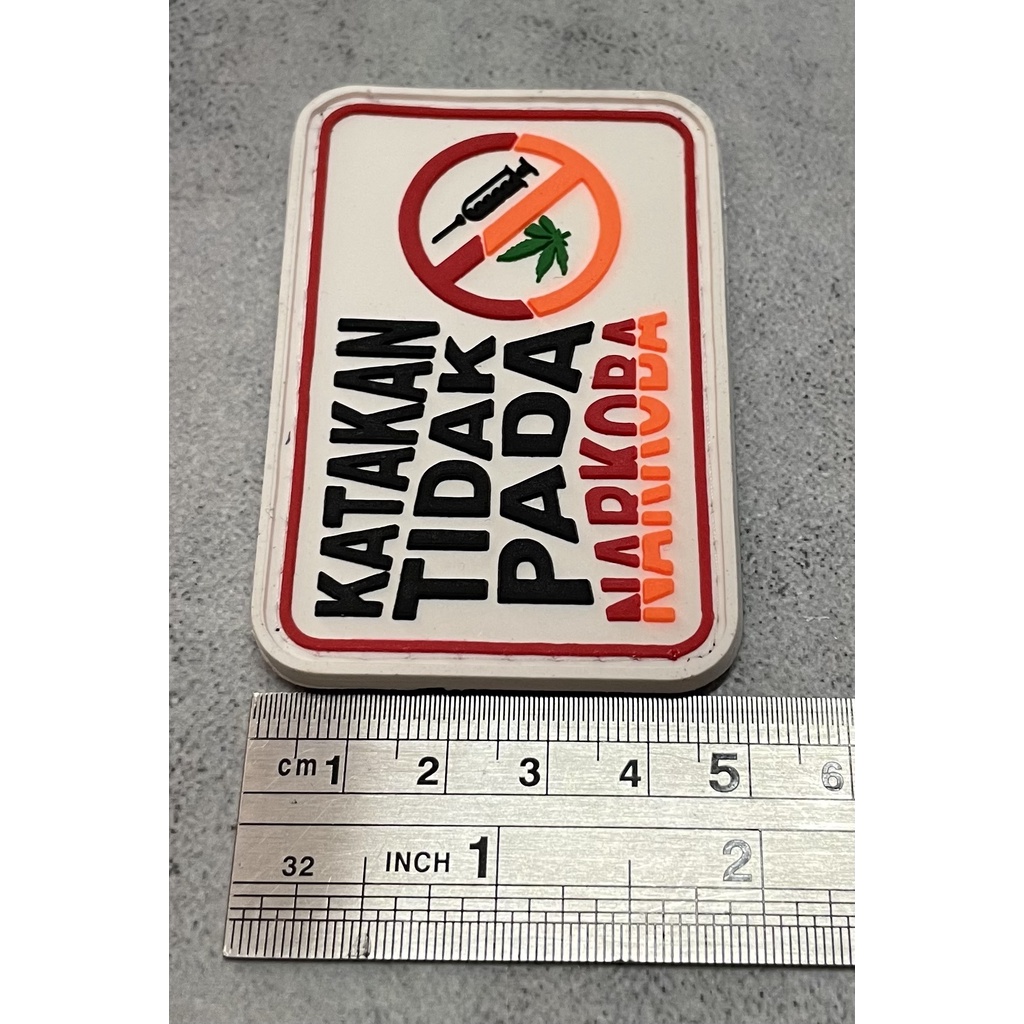 KATAKAN
TIDAK
PADA
NARKOBA
cm 1 2 3 4 5 6
32 INCH 1 2